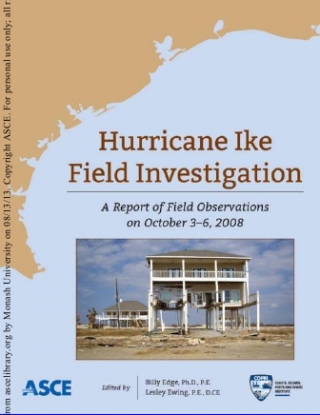 rom ascelibrary.org by Monash University on 08/13/13. Copyright ASCE. For personal use only; all r
Hurricane Ike
Field Investigation
A Report of Field Observations
on October 3–6, 2008
ASCE
Edited by
Billy Edge, Ph.D., P.E.
Lesley Ewing, P.E., D.CE
COPRI